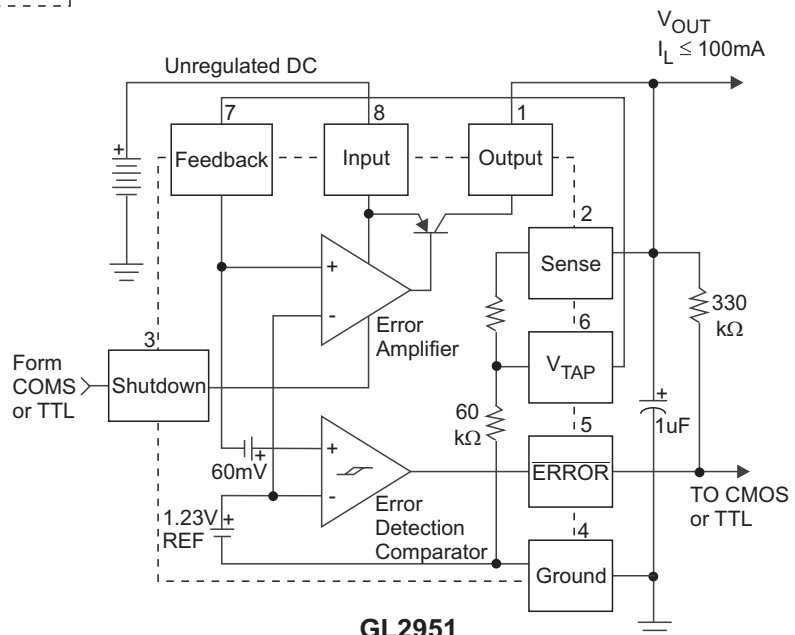 V_OUT
I_L ≤ 100mA
Unregulated DC
7
8
1
Feedback
Input
Output
+
2
Sense
+
-
Error
Amplifier
330
kΩ
6
V_TAP
3
Form
COMS
or TTL
Shutdown
60
kΩ
+
1uF
5
ERROR
+
60mV
+
-
TO CMOS
or TTL
1.23V
REF
+
Error
Detection
Comparator
4
Ground
GL2951